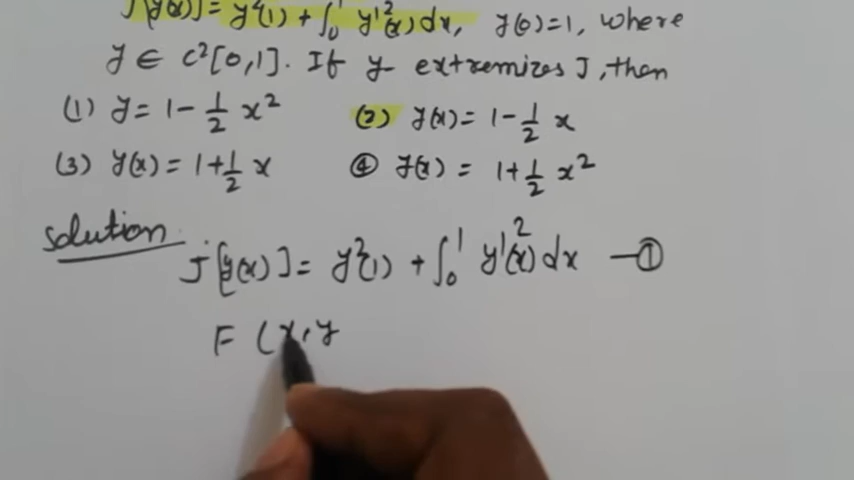 J[y(x)] = y²(1) + ∫₀¹ y'²(x) dx, y(0)=1, where
y ∈ C²[0,1]. If y extremizes J, then
(1) y = 1 - 1/2 x² (2) y(x) = 1 - 1/2 x
(3) y(x) = 1 + 1/2 x ④ y(x) = 1 + 1/2 x²
Solution
J[y(x)] = y²(1) + ∫₀¹ y'(x)² dx —①
F (x, y